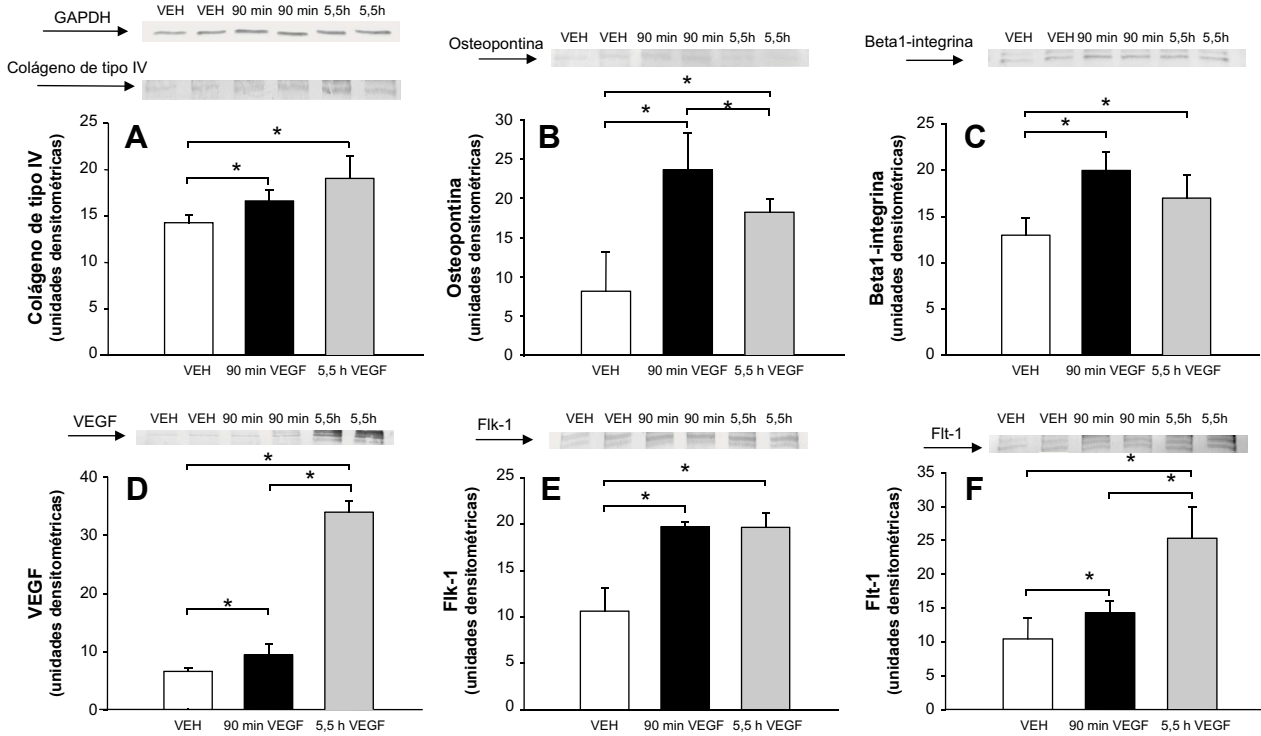 GAPDH
VEH VEH 90 min 90 min 5,5h 5,5h
Colágeno de tipo IV
A
*
*
Colágeno de tipo IV
(unidades densitométricas)
25
20
15
10
5
0
VEH 90 min VEGF 5,5 h VEGF
Osteopontina
VEH VEH 90 min 90 min 5,5h 5,5h
B
*
*
*
Osteopontina
(unidades densitométricas)
30
25
20
15
10
5
0
VEH 90 min VEGF 5,5 h VEGF
Beta1-integrina
VEH VEH 90 min 90 min 5,5h 5,5h
C
*
*
Beta1-integrina
(unidades densitométricas)
25
20
15
10
5
0
VEH 90 min VEGF 5,5 h VEGF
VEGF
VEH VEH 90 min 90 min 5,5h 5,5h
D
*
*
*
VEGF
(unidades densitométricas)
40
30
20
10
0
VEH 90 min VEGF 5,5 h VEGF
Flk-1
VEH VEH 90 min 90 min 5,5h 5,5h
E
*
*
Flk-1
(unidades densitométricas)
25
20
15
10
5
0
VEH 90 min VEGF 5,5 h VEGF
Flt-1
VEH VEH 90 min 90 min 5,5h 5,5h
F
*
*
*
Flt-1
(unidades densitométricas)
35
30
25
20
15
10
5
0
VEH 90 min VEGF 5,5 h VEGF